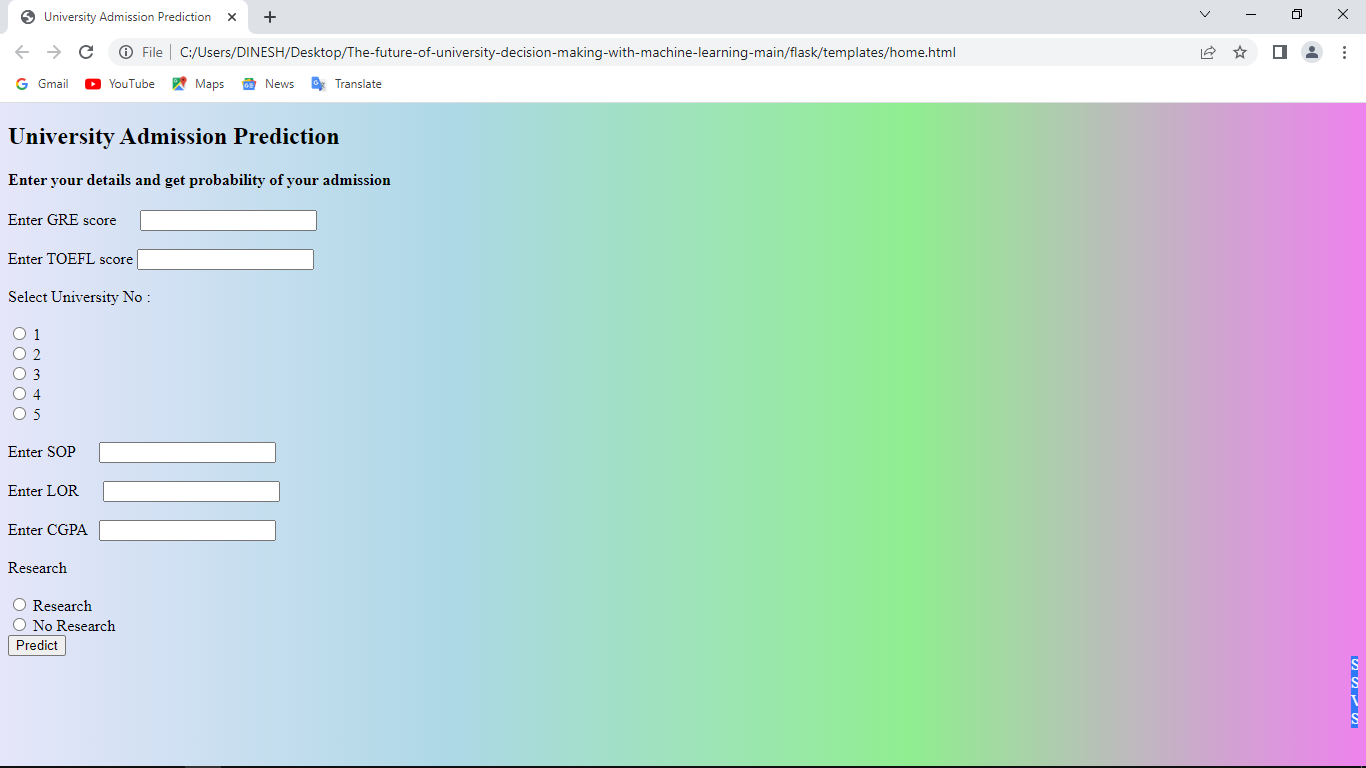 University Admission Prediction
File C:/Users/DINESH/Desktop/The-future-of-university-decision-making-with-machine-learning-main/flask/templates/home.html
Gmail YouTube Maps News Translate
University Admission Prediction
Enter your details and get probability of your admission
Enter GRE score
Enter TOEFL score
Select University No :
1
2
3
4
5
Enter SOP
Enter LOR
Enter CGPA
Research
Research
No Research
Predict